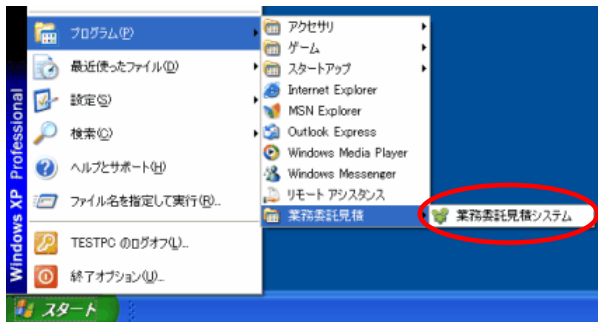 Windows XP Professional
プログラム(P)
最近使ったファイル(D)
設定(S)
検索(C)
ヘルプとサポート(H)
ファイル名を指定して実行(R)...
TESTPC のログオフ(L)...
終了オプション(U)...
スタート
アクセサリ
ゲーム
スタートアップ
Internet Explorer
MSN Explorer
Outlook Express
Windows Media Player
Windows Messenger
リモート アシスタンス
業務委託見積
業務委託見積システム